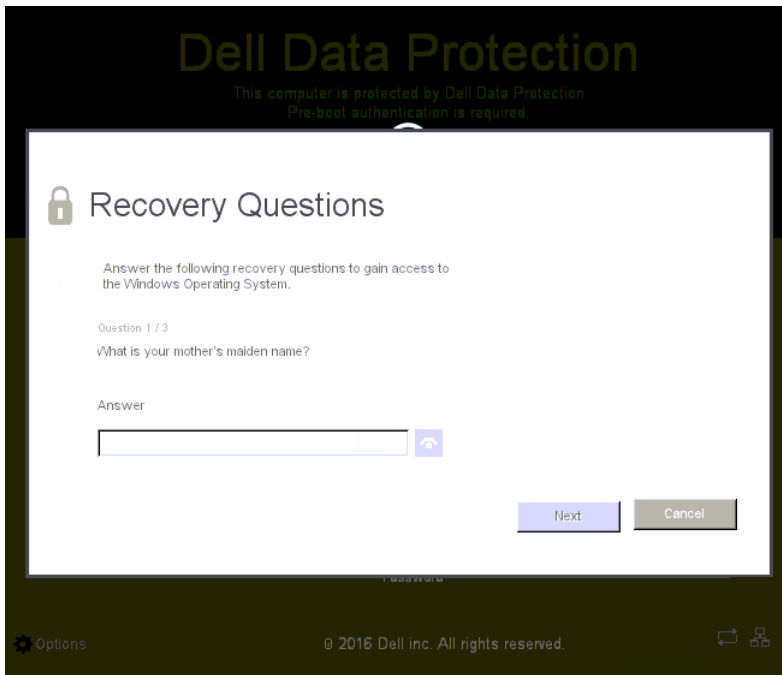 Dell Data Protection
This computer is protected by Dell Data Protection
Pre-boot authentication is required.
Recovery Questions
Answer the following recovery questions to gain access to
the Windows Operating System.
Question 1 / 3
What is your mother's maiden name?
Answer
Next
Cancel
Password
Options
© 2016 Dell inc. All rights reserved.